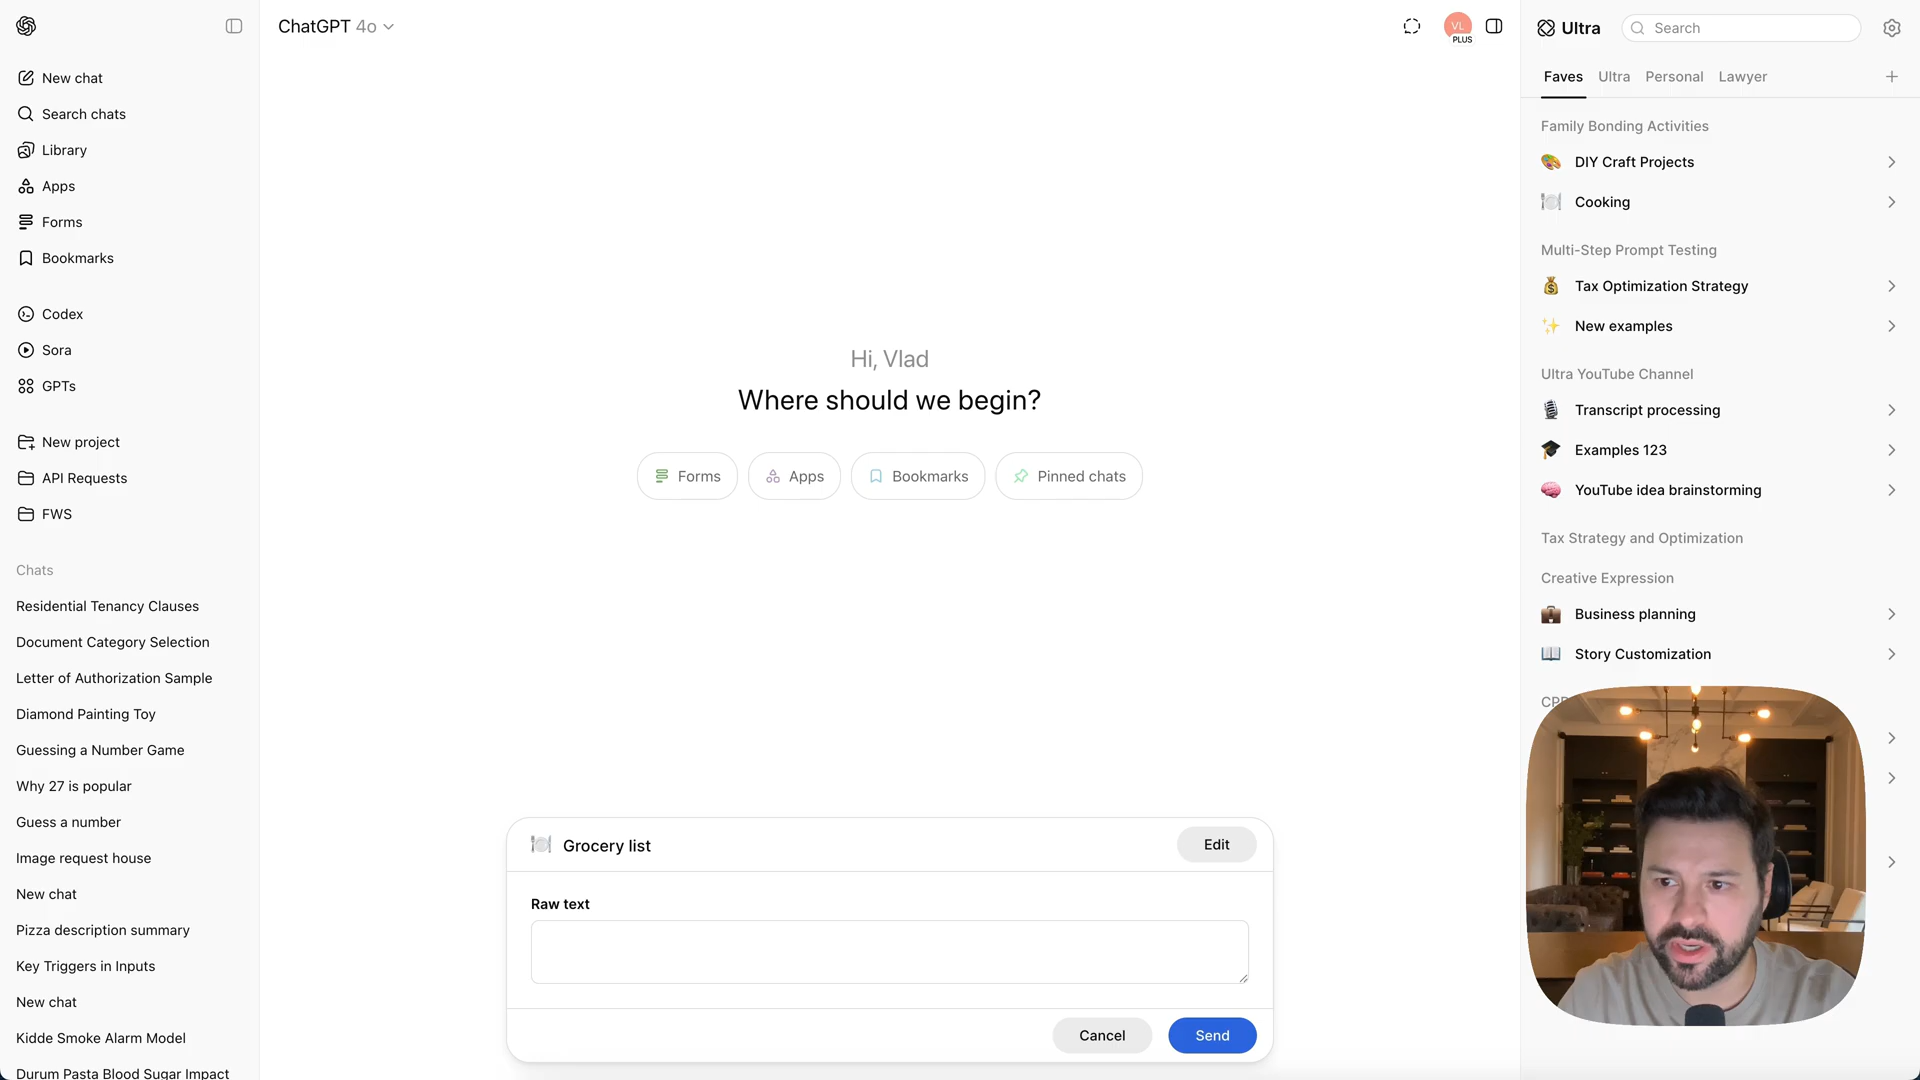 ChatGPT 4o
VL
PLUS
Ultra
Search
New chat
Search chats
Library
Apps
Forms
Bookmarks
Codex
Sora
GPTs
New project
API Requests
FWS
Chats
Residential Tenancy Clauses
Document Category Selection
Letter of Authorization Sample
Diamond Painting Toy
Guessing a Number Game
Why 27 is popular
Guess a number
Image request house
New chat
Pizza description summary
Key Triggers in Inputs
New chat
Kidde Smoke Alarm Model
Durum Pasta Blood Sugar Impact
Hi, Vlad
Where should we begin?
Forms
Apps
Bookmarks
Pinned chats
Grocery list
Edit
Raw text
Cancel
Send
Faves
Ultra
Personal
Lawyer
Family Bonding Activities
DIY Craft Projects
Cooking
Multi-Step Prompt Testing
Tax Optimization Strategy
New examples
Ultra YouTube Channel
Transcript processing
Examples 123
YouTube idea brainstorming
Tax Strategy and Optimization
Creative Expression
Business planning
Story Customization